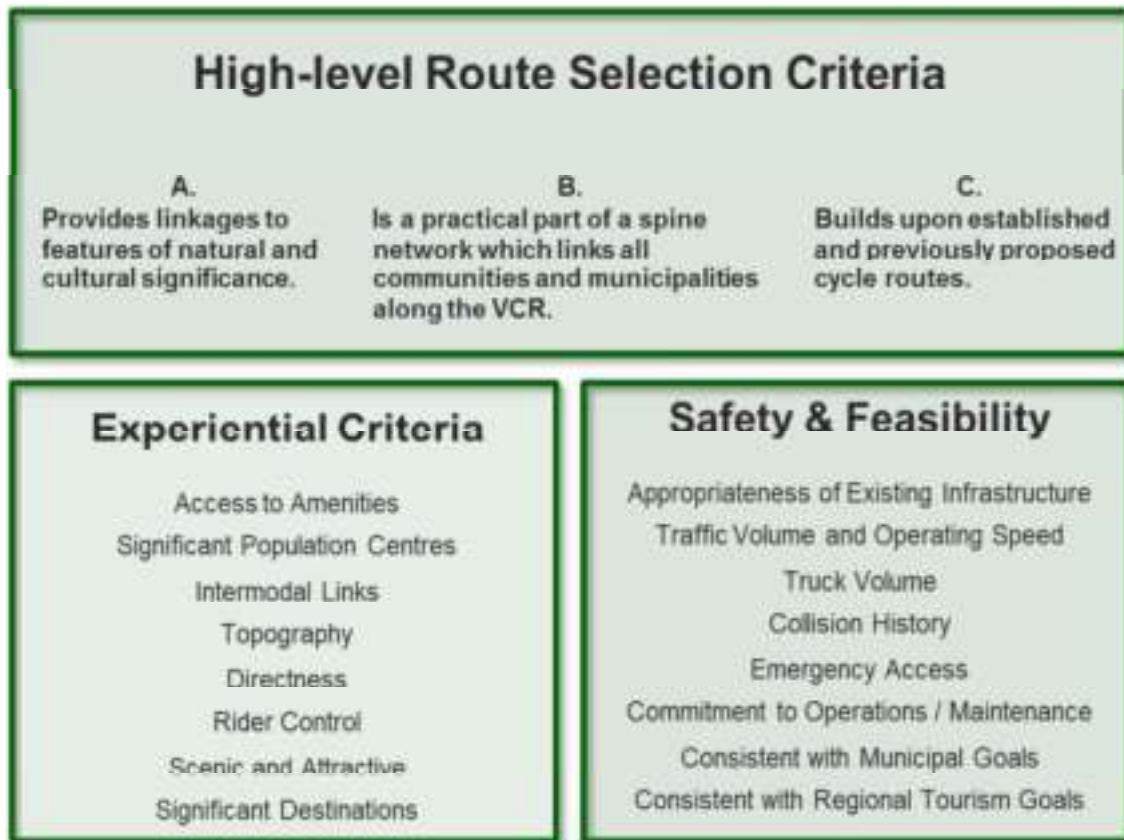 High-level Route Selection Criteria
A.
Provides linkages to
features of natural and
cultural significance.
B.
Is a practical part of a spine
network which links all
communities and municipalities
along the VCR.
C.
Builds upon established
and previously proposed
cycle routes.
Experiential Criteria
Access to Amenities
Significant Population Centres
Intermodal Links
Topography
Directness
Rider Control
Scenic and Attractive
Significant Destinations
Safety & Feasibility
Appropriateness of Existing Infrastructure
Traffic Volume and Operating Speed
Truck Volume
Collision History
Emergency Access
Commitment to Operations / Maintenance
Consistent with Municipal Goals
Consistent with Regional Tourism Goals